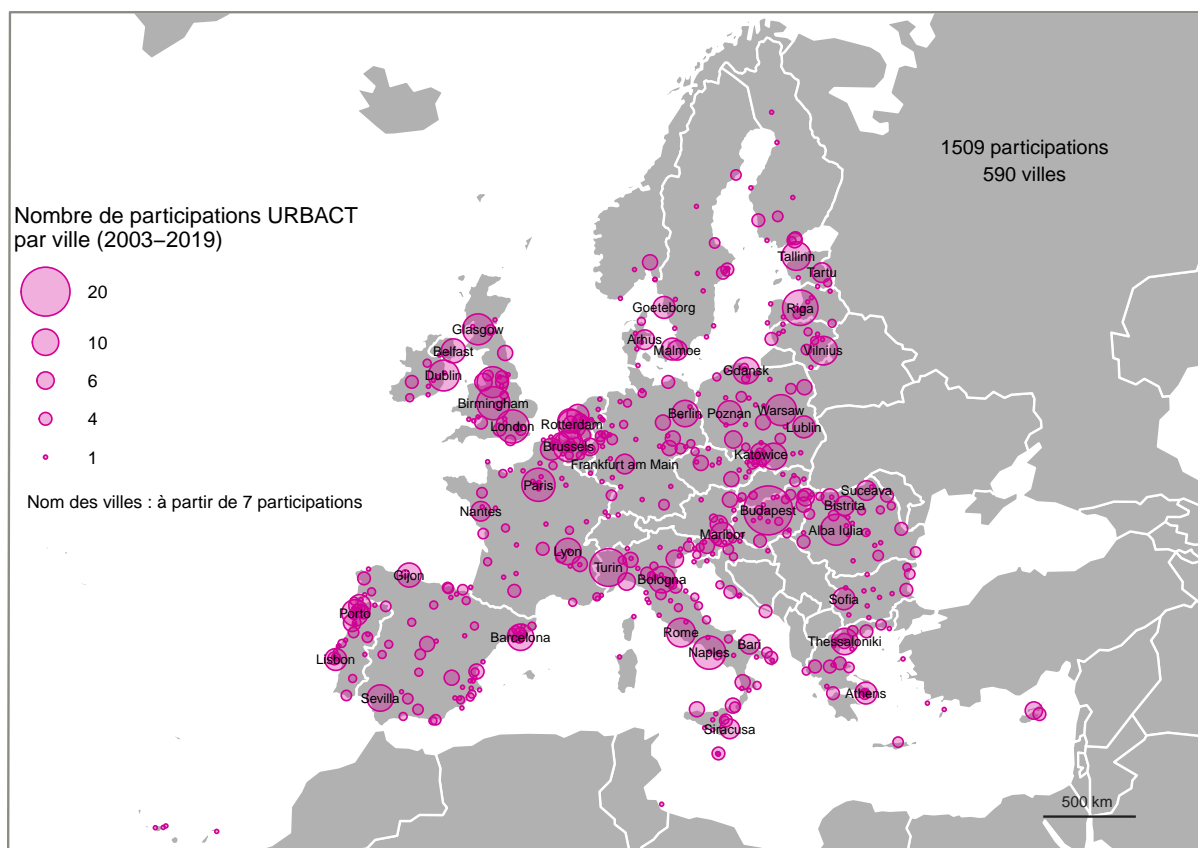 1509 participations
590 villes
Nombre de participations URBACT
par ville (2003–2019)
20
10
6
4
1
Nom des villes : à partir de 7 participations
Tallinn
Tartu
Goeteborg
Riga
Glasgow
Arhus
Belfast
Malmoe
Vilnius
Dublin
Gdansk
Birmingham
Berlin
Poznan
Warsaw
London
Rotterdam
Lublin
Brussels
Katowice
Frankfurt am Main
Paris
Suceava
Nantes
Budapest
Bistrita
Maribor
Alba Iulia
Lyon
Turin
Gijon
Bologna
Sofia
Porto
Barcelona
Rome
Bari
Thessaloniki
Naples
Lisbon
Sevilla
Athens
Siracusa
500 km